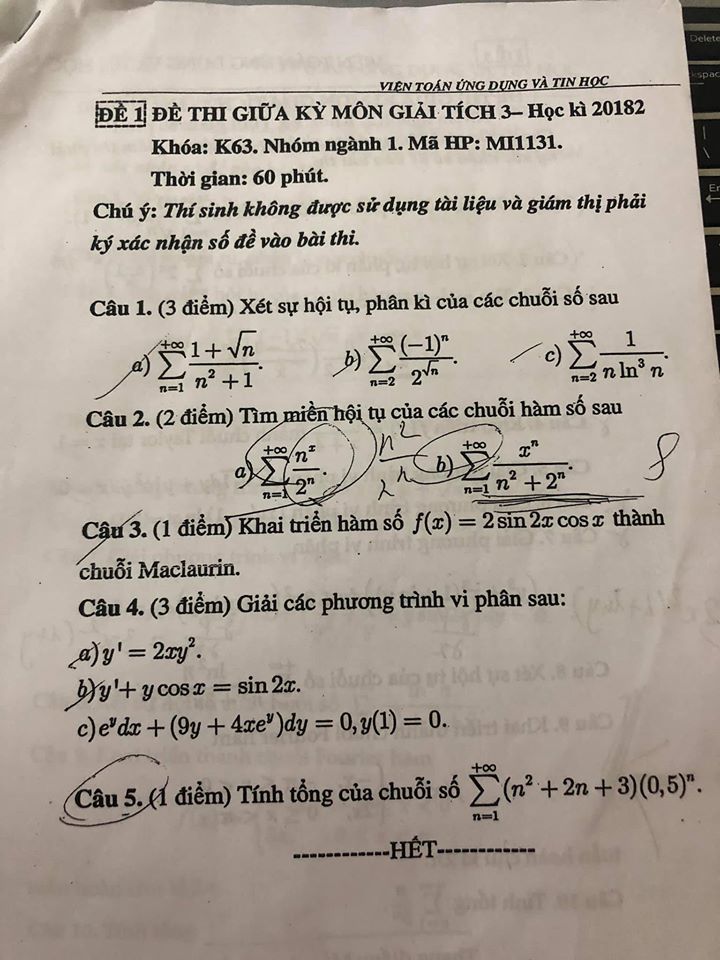 VIỆN TOÁN ỨNG DỤNG VÀ TIN HỌC
ĐỀ 1 ĐỀ THI GIỮA KỲ MÔN GIẢI TÍCH 3– Học kì 20182
Khóa: K63. Nhóm ngành 1. Mã HP: MI1131.
Thời gian: 60 phút.
Chú ý: Thí sinh không được sử dụng tài liệu và giám thị phải
ký xác nhận số đề vào bài thi.
Câu 1. (3 điểm) Xét sự hội tụ, phân kì của các chuỗi số sau
a) $\sum_{n=1}^{+\infty} \frac{1+\sqrt{n}}{n^2+1}$. b) $\sum_{n=2}^{+\infty} \frac{(-1)^n}{2^{\sqrt{n}}}$. c) $\sum_{n=2}^{+\infty} \frac{1}{n \ln^3 n}$.
Câu 2. (2 điểm) Tìm miền hội tụ của các chuỗi hàm số sau
a) $\sum_{n=1}^{+\infty} \frac{n^x}{2^n}$. $\frac{n^2}{2^n}$ b) $\sum_{n=1}^{+\infty} \frac{x^n}{n^2+2^n}$.
Câu 3. (1 điểm) Khai triển hàm số $f(x) = 2 \sin 2x \cos x$ thành
chuỗi Maclaurin.
Câu 4. (3 điểm) Giải các phương trình vi phân sau:
a) $y' = 2xy^2$.
b) $y' + y \cos x = \sin 2x$.
c) $e^y dx + (9y + 4xe^y)dy = 0, y(1) = 0$.
Câu 5. (1 điểm) Tính tổng của chuỗi số $\sum_{n=1}^{+\infty} (n^2 + 2n + 3)(0,5)^n$.
------------HẾT------------